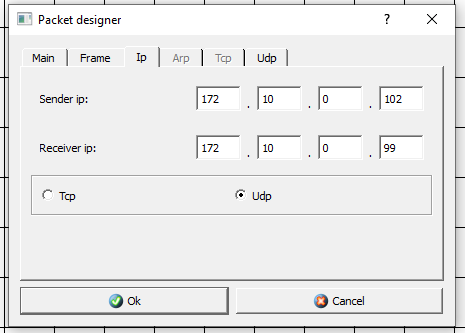 Packet designer ? ×
Main Frame Ip Arp Tcp Udp
Sender ip: 172 . 10 . 0 . 102
Receiver ip: 172 . 10 . 0 . 99
Tcp Udp
Ok Cancel